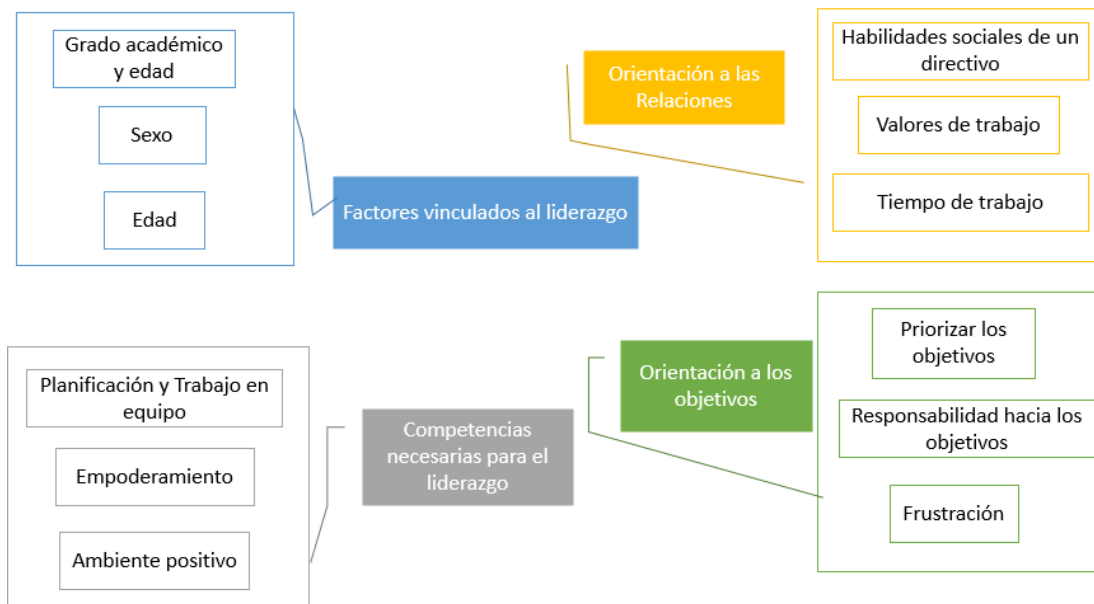 Grado académico
y edad
Sexo
Edad
Factores vinculados al liderazgo
Orientación a las
Relaciones
Habilidades sociales de un
directivo
Valores de trabajo
Tiempo de trabajo
Planificación y Trabajo en
equipo
Empoderamiento
Ambiente positivo
Competencias
necesarias para el
liderazgo
Orientación a los
objetivos
Priorizar los
objetivos
Responsabilidad hacia los
objetivos
Frustración